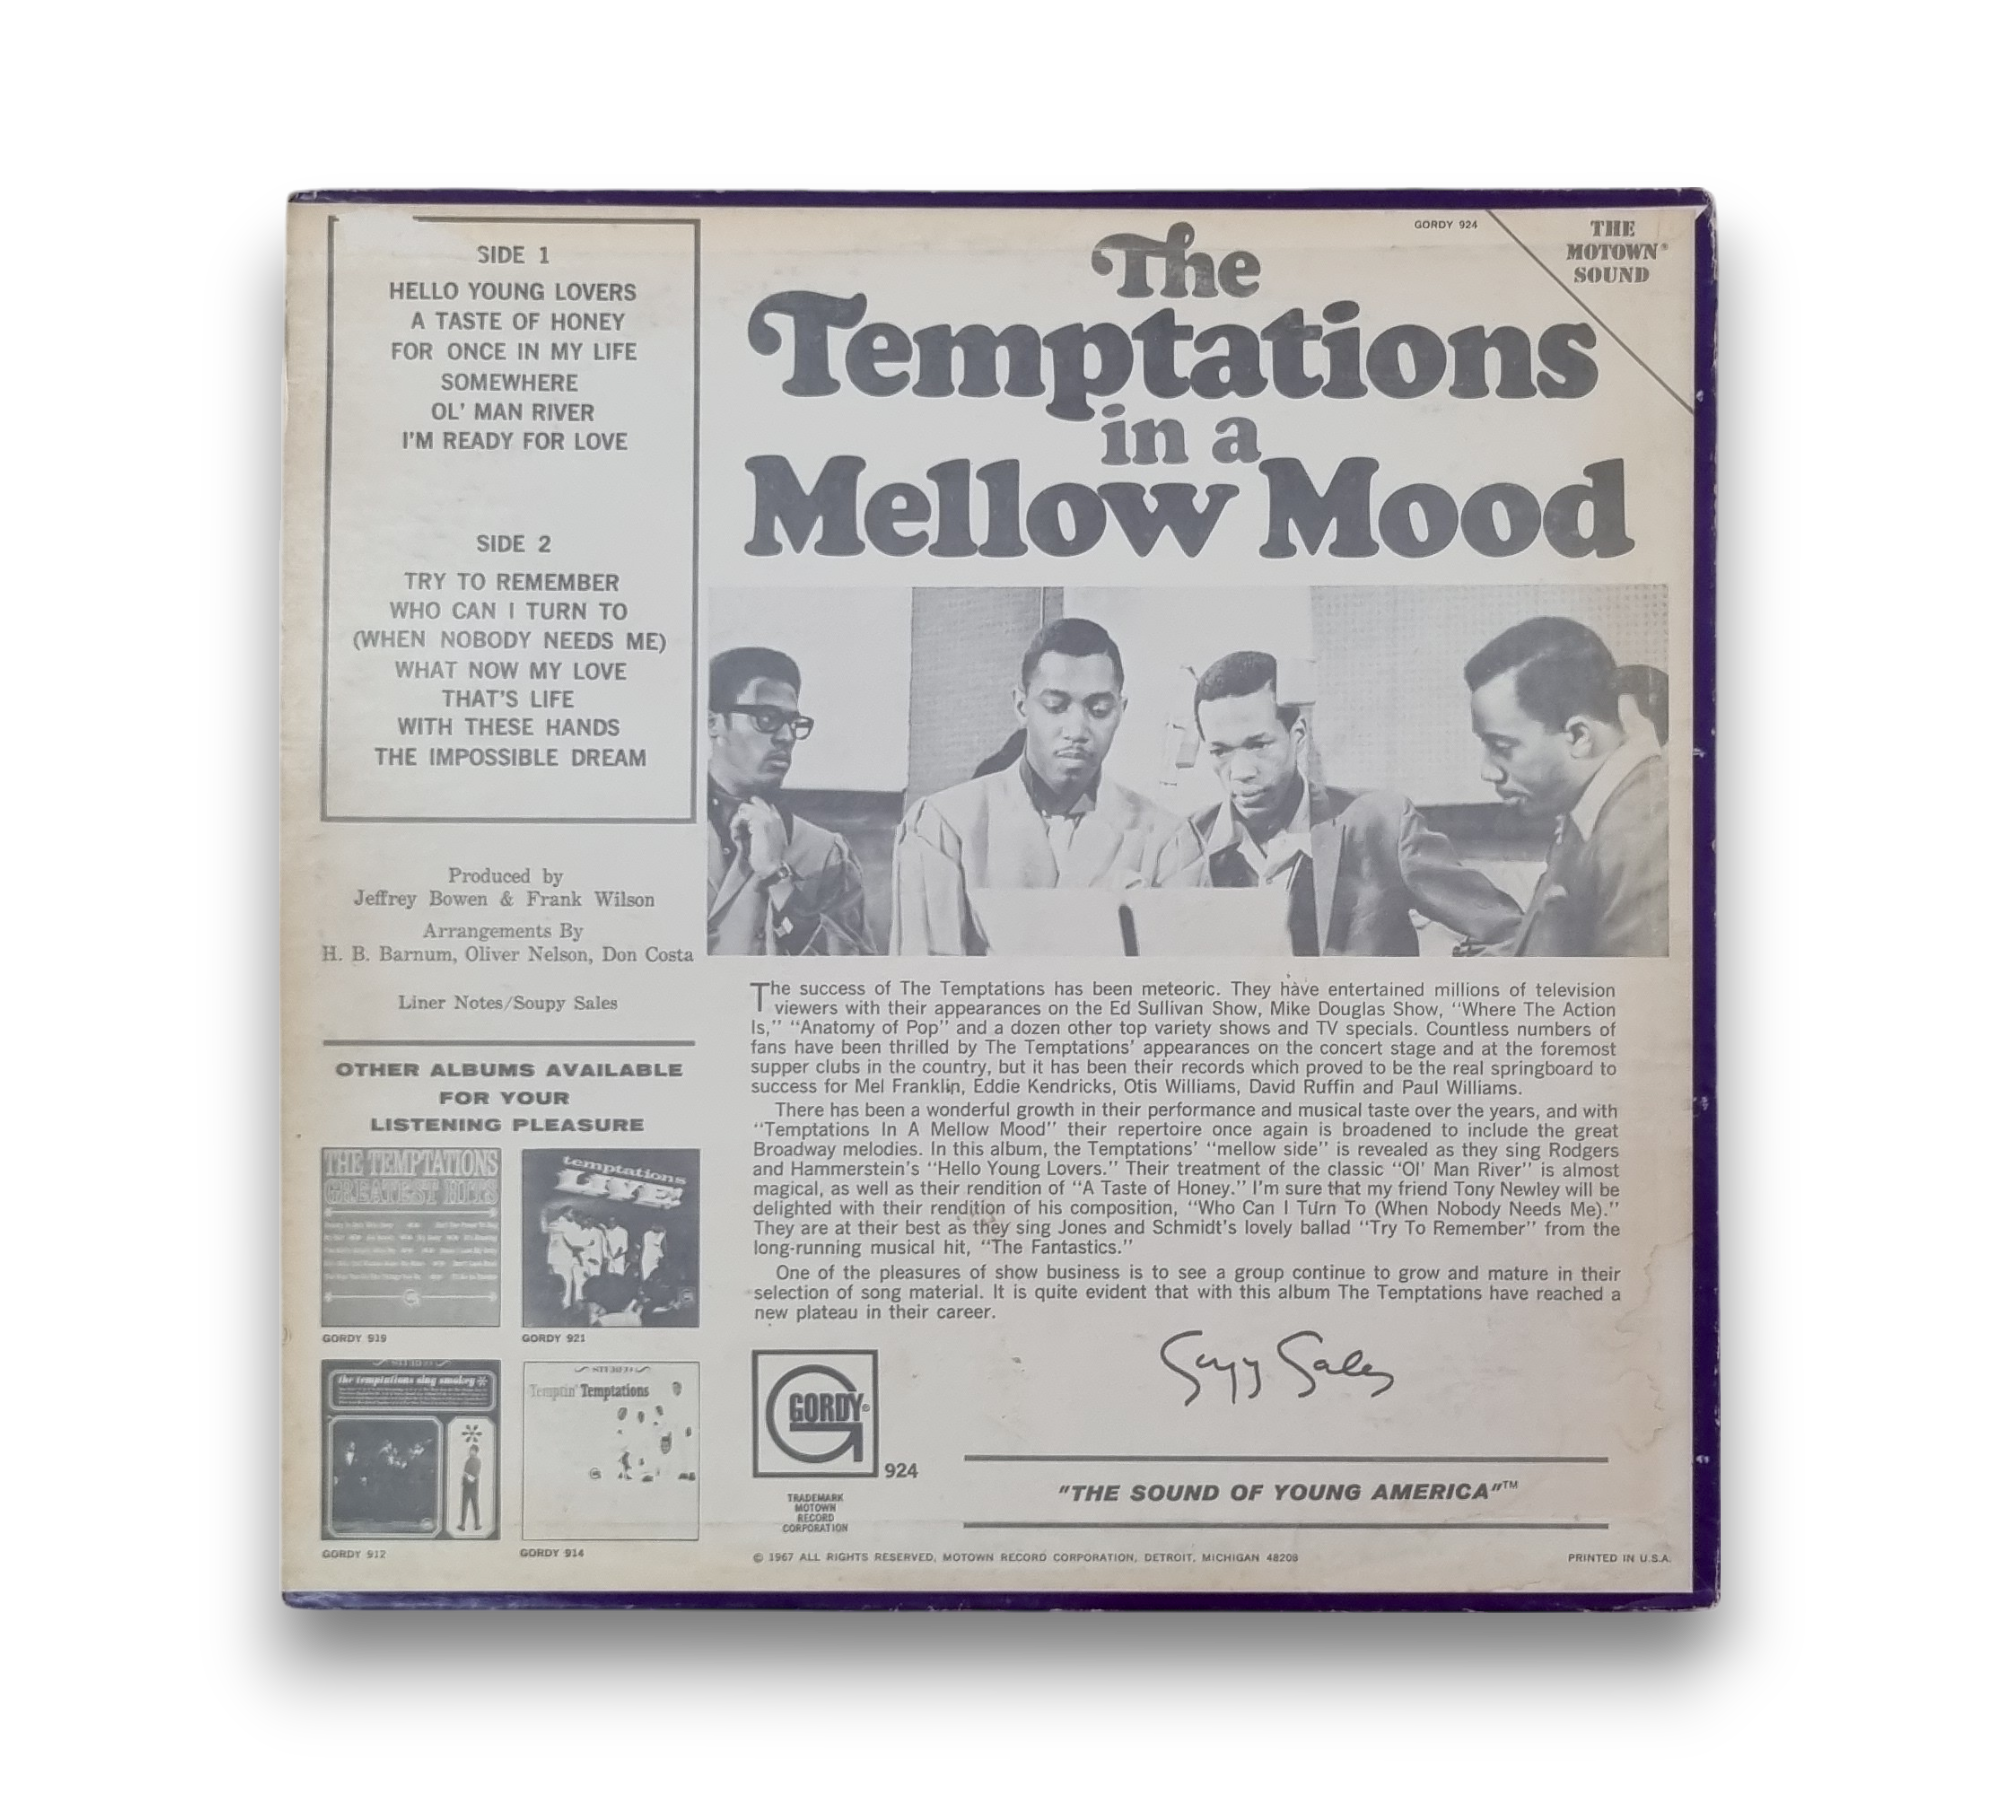 SIDE 1
HELLO YOUNG LOVERS
A TASTE OF HONEY
FOR ONCE IN MY LIFE
SOMEWHERE
OL' MAN RIVER
I'M READY FOR LOVE
SIDE 2
TRY TO REMEMBER
WHO CAN I TURN TO
(WHEN NOBODY NEEDS ME)
WHAT NOW MY LOVE
THAT'S LIFE
WITH THESE HANDS
THE IMPOSSIBLE DREAM
Produced by
Jeffrey Bowen & Frank Wilson
Arrangements By
H. B. Barnum, Oliver Nelson, Don Costa
Liner Notes/Soupy Sales
OTHER ALBUMS AVAILABLE
FOR YOUR
LISTENING PLEASURE
THE TEMPTATIONS
GREATEST HITS
GORDY 919
temptations
LIVE!
GORDY 921
STEREO
the temptations sing smokey
GORDY 912
STEREO
Temptin' Temptations
GORDY 914
GORDY 924
THE
MOTOWN®
SOUND
The
Temptations
in a
Mellow Mood
The success of The Temptations has been meteoric. They have entertained millions of television
viewers with their appearances on the Ed Sullivan Show, Mike Douglas Show, "Where The Action
Is," "Anatomy of Pop" and a dozen other top variety shows and TV specials. Countless numbers of
fans have been thrilled by The Temptations' appearances on the concert stage and at the foremost
supper clubs in the country, but it has been their records which proved to be the real springboard to
success for Mel Franklin, Eddie Kendricks, Otis Williams, David Ruffin and Paul Williams.
There has been a wonderful growth in their performance and musical taste over the years, and with
"Temptations In A Mellow Mood" their repertoire once again is broadened to include the great
Broadway melodies. In this album, the Temptations' "mellow side" is revealed as they sing Rodgers
and Hammerstein's "Hello Young Lovers." Their treatment of the classic "Ol' Man River" is almost
magical, as well as their rendition of "A Taste of Honey." I'm sure that my friend Tony Newley will be
delighted with their rendition of his composition, "Who Can I Turn To (When Nobody Needs Me)."
They are at their best as they sing Jones and Schmidt's lovely ballad "Try To Remember" from the
long-running musical hit, "The Fantastics."
One of the pleasures of show business is to see a group continue to grow and mature in their
selection of song material. It is quite evident that with this album The Temptations have reached a
new plateau in their career.
Soupy Sales
GORDY®
924
TRADEMARK
MOTOWN
RECORD
CORPORATION
"THE SOUND OF YOUNG AMERICA"™
© 1967 ALL RIGHTS RESERVED, MOTOWN RECORD CORPORATION, DETROIT, MICHIGAN 48208
PRINTED IN U.S.A.